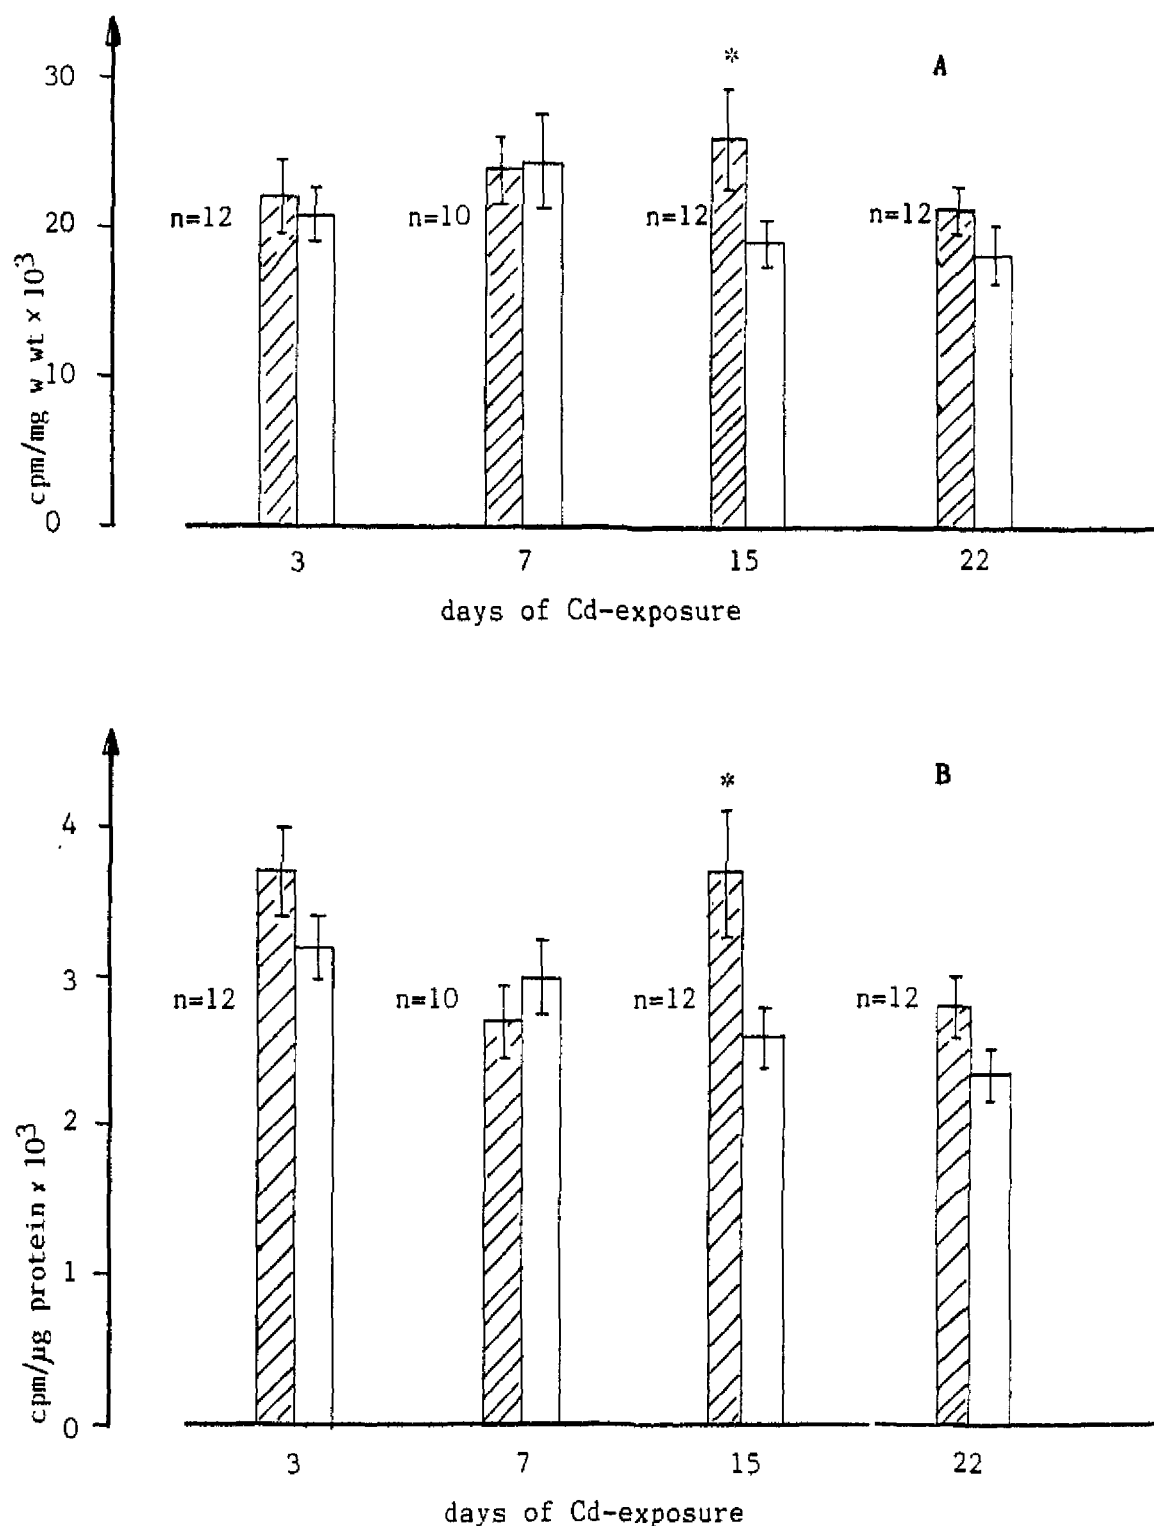 * A
30
n=12 n=10 n=12 n=12
20
10
0
cpm/mg w wt x 10³
3 7 15 22
days of Cd-exposure
* B
4
3
n=12 n=10 n=12 n=12
2
1
0
cpm/µg protein x 10³
3 7 15 22
days of Cd-exposure